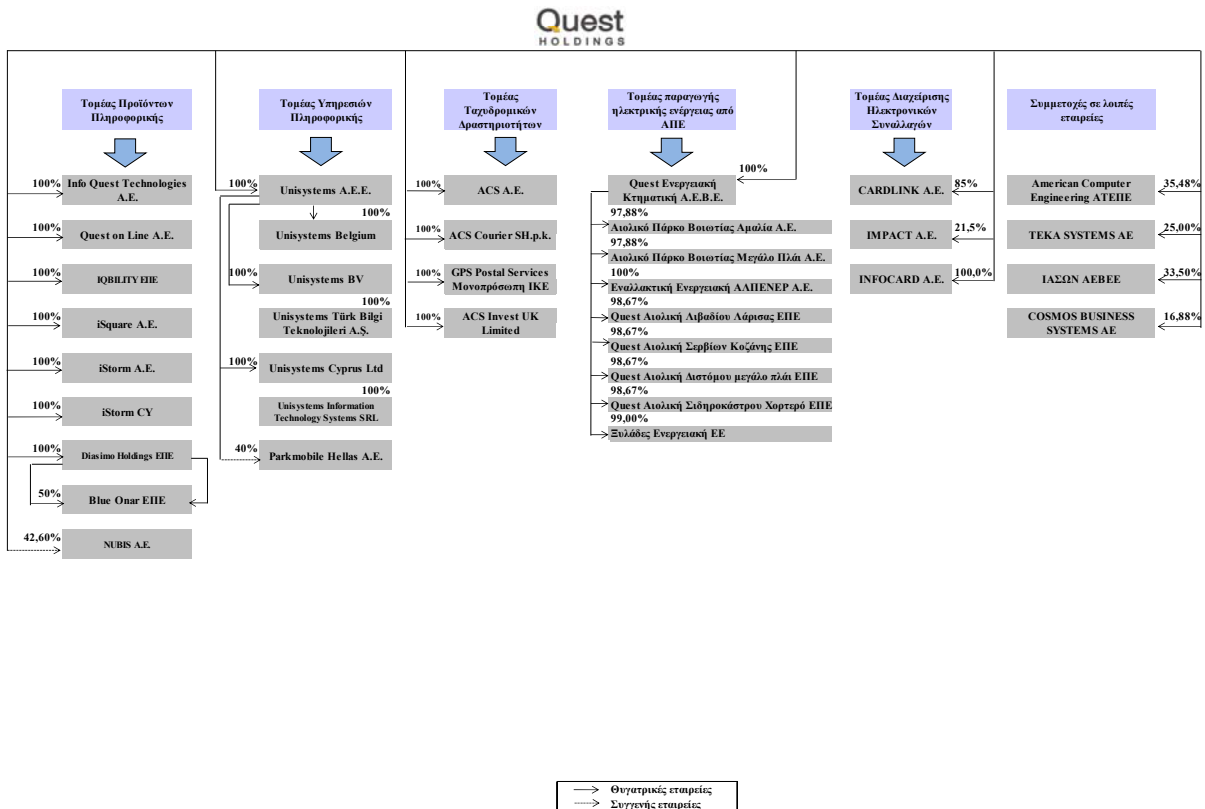 Quest
HOLDINGS
Τομέας Προϊόντων
Πληροφορικής
100%
Info Quest Technologies
Α.Ε.
100%
Quest on Line Α.Ε.
100%
IQBILITY ΕΠΕ
100%
iSquare Α.Ε.
100%
iStorm Α.Ε.
100%
iStorm CY
100%
Diasimo Holdings ΕΠΕ
50%
Blue Onar ΕΠΕ
42,60%
NUBIS Α.Ε.
Τομέας Υπηρεσιών
Πληροφορικής
100%
Unisystems Α.Ε.Ε.
100%
Unisystems Belgium
100%
Unisystems BV
100%
Unisystems Türk Bilgi
Teknolojileri A.Ş.
100%
Unisystems Cyprus Ltd
100%
Unisystems Information
Technology Systems SRL
40%
Parkmobile Hellas Α.Ε.
Τομέας
Ταχυδρομικών
Δραστηριοτήτων
100%
ACS Α.Ε.
100%
ACS Courier SH.p.k.
100%
GPS Postal Services
Μονοπρόσωπη ΙΚΕ
100%
ACS Invest UK
Limited
Τομέας παραγωγής
ηλεκτρικής ενέργειας από
ΑΠΕ
100%
Quest Ενεργειακή
Κτηματική Α.Ε.Β.Ε.
97,88%
Αιολικό Πάρκο Βοιωτίας Αμαλία Α.Ε.
97,88%
Αιολικό Πάρκο Βοιωτίας Μεγάλο Πλάι Α.Ε.
100%
Εναλλακτική Ενεργειακή ΑΛΠΕΝΕΡ Α.Ε.
98,67%
Quest Αιολική Λιβαδίου Λάρισας ΕΠΕ
98,67%
Quest Αιολική Σερβίων Κοζάνης ΕΠΕ
98,67%
Quest Αιολική Διστόμου μεγάλο πλάι ΕΠΕ
98,67%
Quest Αιολική Σιδηροκάστρου Χορτερό ΕΠΕ
99,00%
Ξυλάδες Ενεργειακή ΕΕ
Τομέας Διαχείρισης
Ηλεκτρονικών
Συναλλαγών
CARDLINK Α.Ε.
85%
IMPACT Α.Ε.
21,5%
INFOCARD Α.Ε.
100,0%
Συμμετοχές σε λοιπές
εταιρείες
American Computer
Engineering ΑΤΕΠΕ
35,48%
TEKA SYSTEMS ΑΕ
25,00%
ΙΑΣΩΝ ΑΕΒΕΕ
33,50%
COSMOS BUSINESS
SYSTEMS ΑΕ
16,88%
Θυγατρικές εταιρείες
Συγγενής εταιρείες